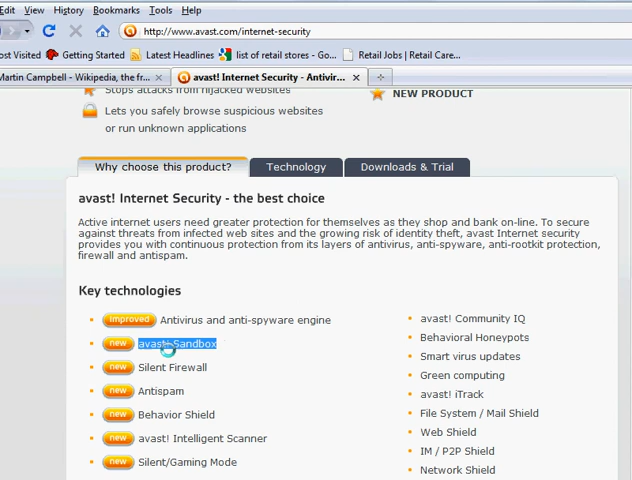 Edit View History Bookmarks Tools Help
http://www.avast.com/internet-security
ost Visited Getting Started Latest Headlines list of retail stores - Go... Retail Jobs | Retail Care...
Martin Campbell - Wikipedia, the fr... avast! Internet Security - Antivir...
Stops attacks from hijacked websites
NEW PRODUCT
Lets you safely browse suspicious websites
or run unknown applications
Why choose this product? Technology Downloads & Trial
avast! Internet Security - the best choice
Active internet users need greater protection for themselves as they shop and bank on-line. To secure
against threats from infected web sites and the growing risk of identity theft, avast Internet security
provides you with continuous protection from its layers of antivirus, anti-spyware, anti-rootkit protection,
firewall and antispam.
Key technologies
improved Antivirus and anti-spyware engine
new avast! Sandbox
new Silent Firewall
new Antispam
new Behavior Shield
new avast! Intelligent Scanner
new Silent/Gaming Mode
avast! Community IQ
Behavioral Honeypots
Smart virus updates
Green computing
avast! iTrack
File System / Mail Shield
Web Shield
IM / P2P Shield
Network Shield